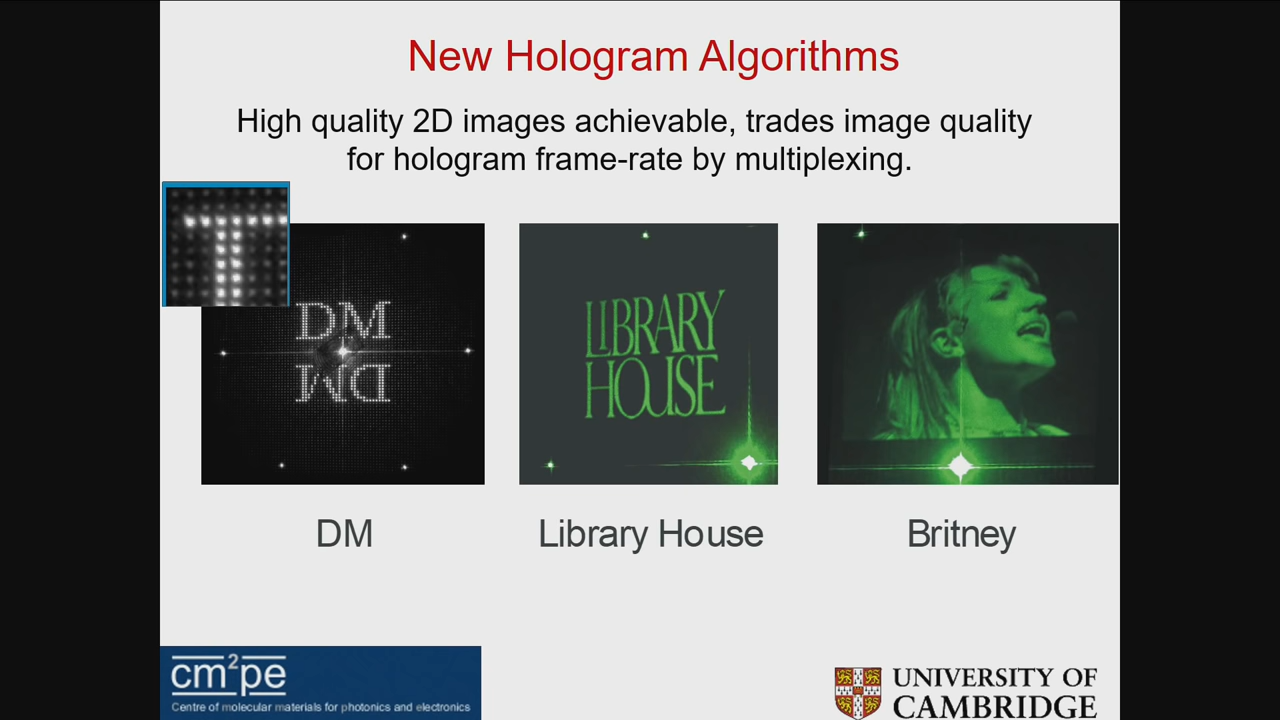 New Hologram Algorithms
High quality 2D images achievable, trades image quality
for hologram frame-rate by multiplexing.
T
DM
DM
LIBRARY
HOUSE
DM
Library House
Britney
cm²pe
Centre of molecular materials for photonics and electronics
UNIVERSITY OF
CAMBRIDGE